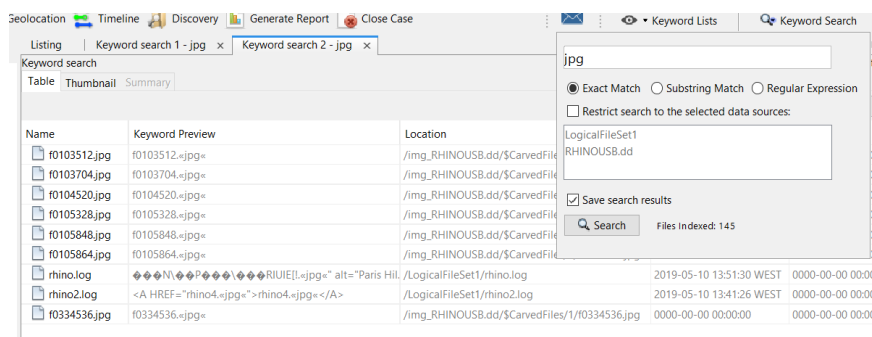 Geolocation Timeline Discovery Generate Report Close Case Keyword Lists Keyword Search
Listing Keyword search 1 - jpg × Keyword search 2 - jpg ×
Keyword search
Table Thumbnail Summary
jpg
Exact Match Substring Match Regular Expression
Restrict search to the selected data sources:
LogicalFileSet1
RHINOUSB.dd
Save search results
Search Files Indexed: 145
Name Keyword Preview Location
f0103512.jpg f0103512.«jpg« /img_RHINOUSB.dd/$CarvedFile
f0103704.jpg f0103704.«jpg« /img_RHINOUSB.dd/$CarvedFile
f0104520.jpg f0104520.«jpg« /img_RHINOUSB.dd/$CarvedFile
f0105328.jpg f0105328.«jpg« /img_RHINOUSB.dd/$CarvedFile
f0105848.jpg f0105848.«jpg« /img_RHINOUSB.dd/$CarvedFile
f0105864.jpg f0105864.«jpg« /img_RHINOUSB.dd/$CarvedFile
rhino.log ���N\��P���\���RIUIE[!.«jpg«" alt="Paris Hil. /LogicalFileSet1/rhino.log 2019-05-10 13:51:30 WEST 0000-00-00 00:00
rhino2.log <A HREF="rhino4.«jpg«">rhino4.«jpg«</A> /LogicalFileSet1/rhino2.log 2019-05-10 13:41:26 WEST 0000-00-00 00:00
f0334536.jpg f0334536.«jpg« /img_RHINOUSB.dd/$CarvedFiles/1/f0334536.jpg 0000-00-00 00:00:00 0000-00-00 00:00